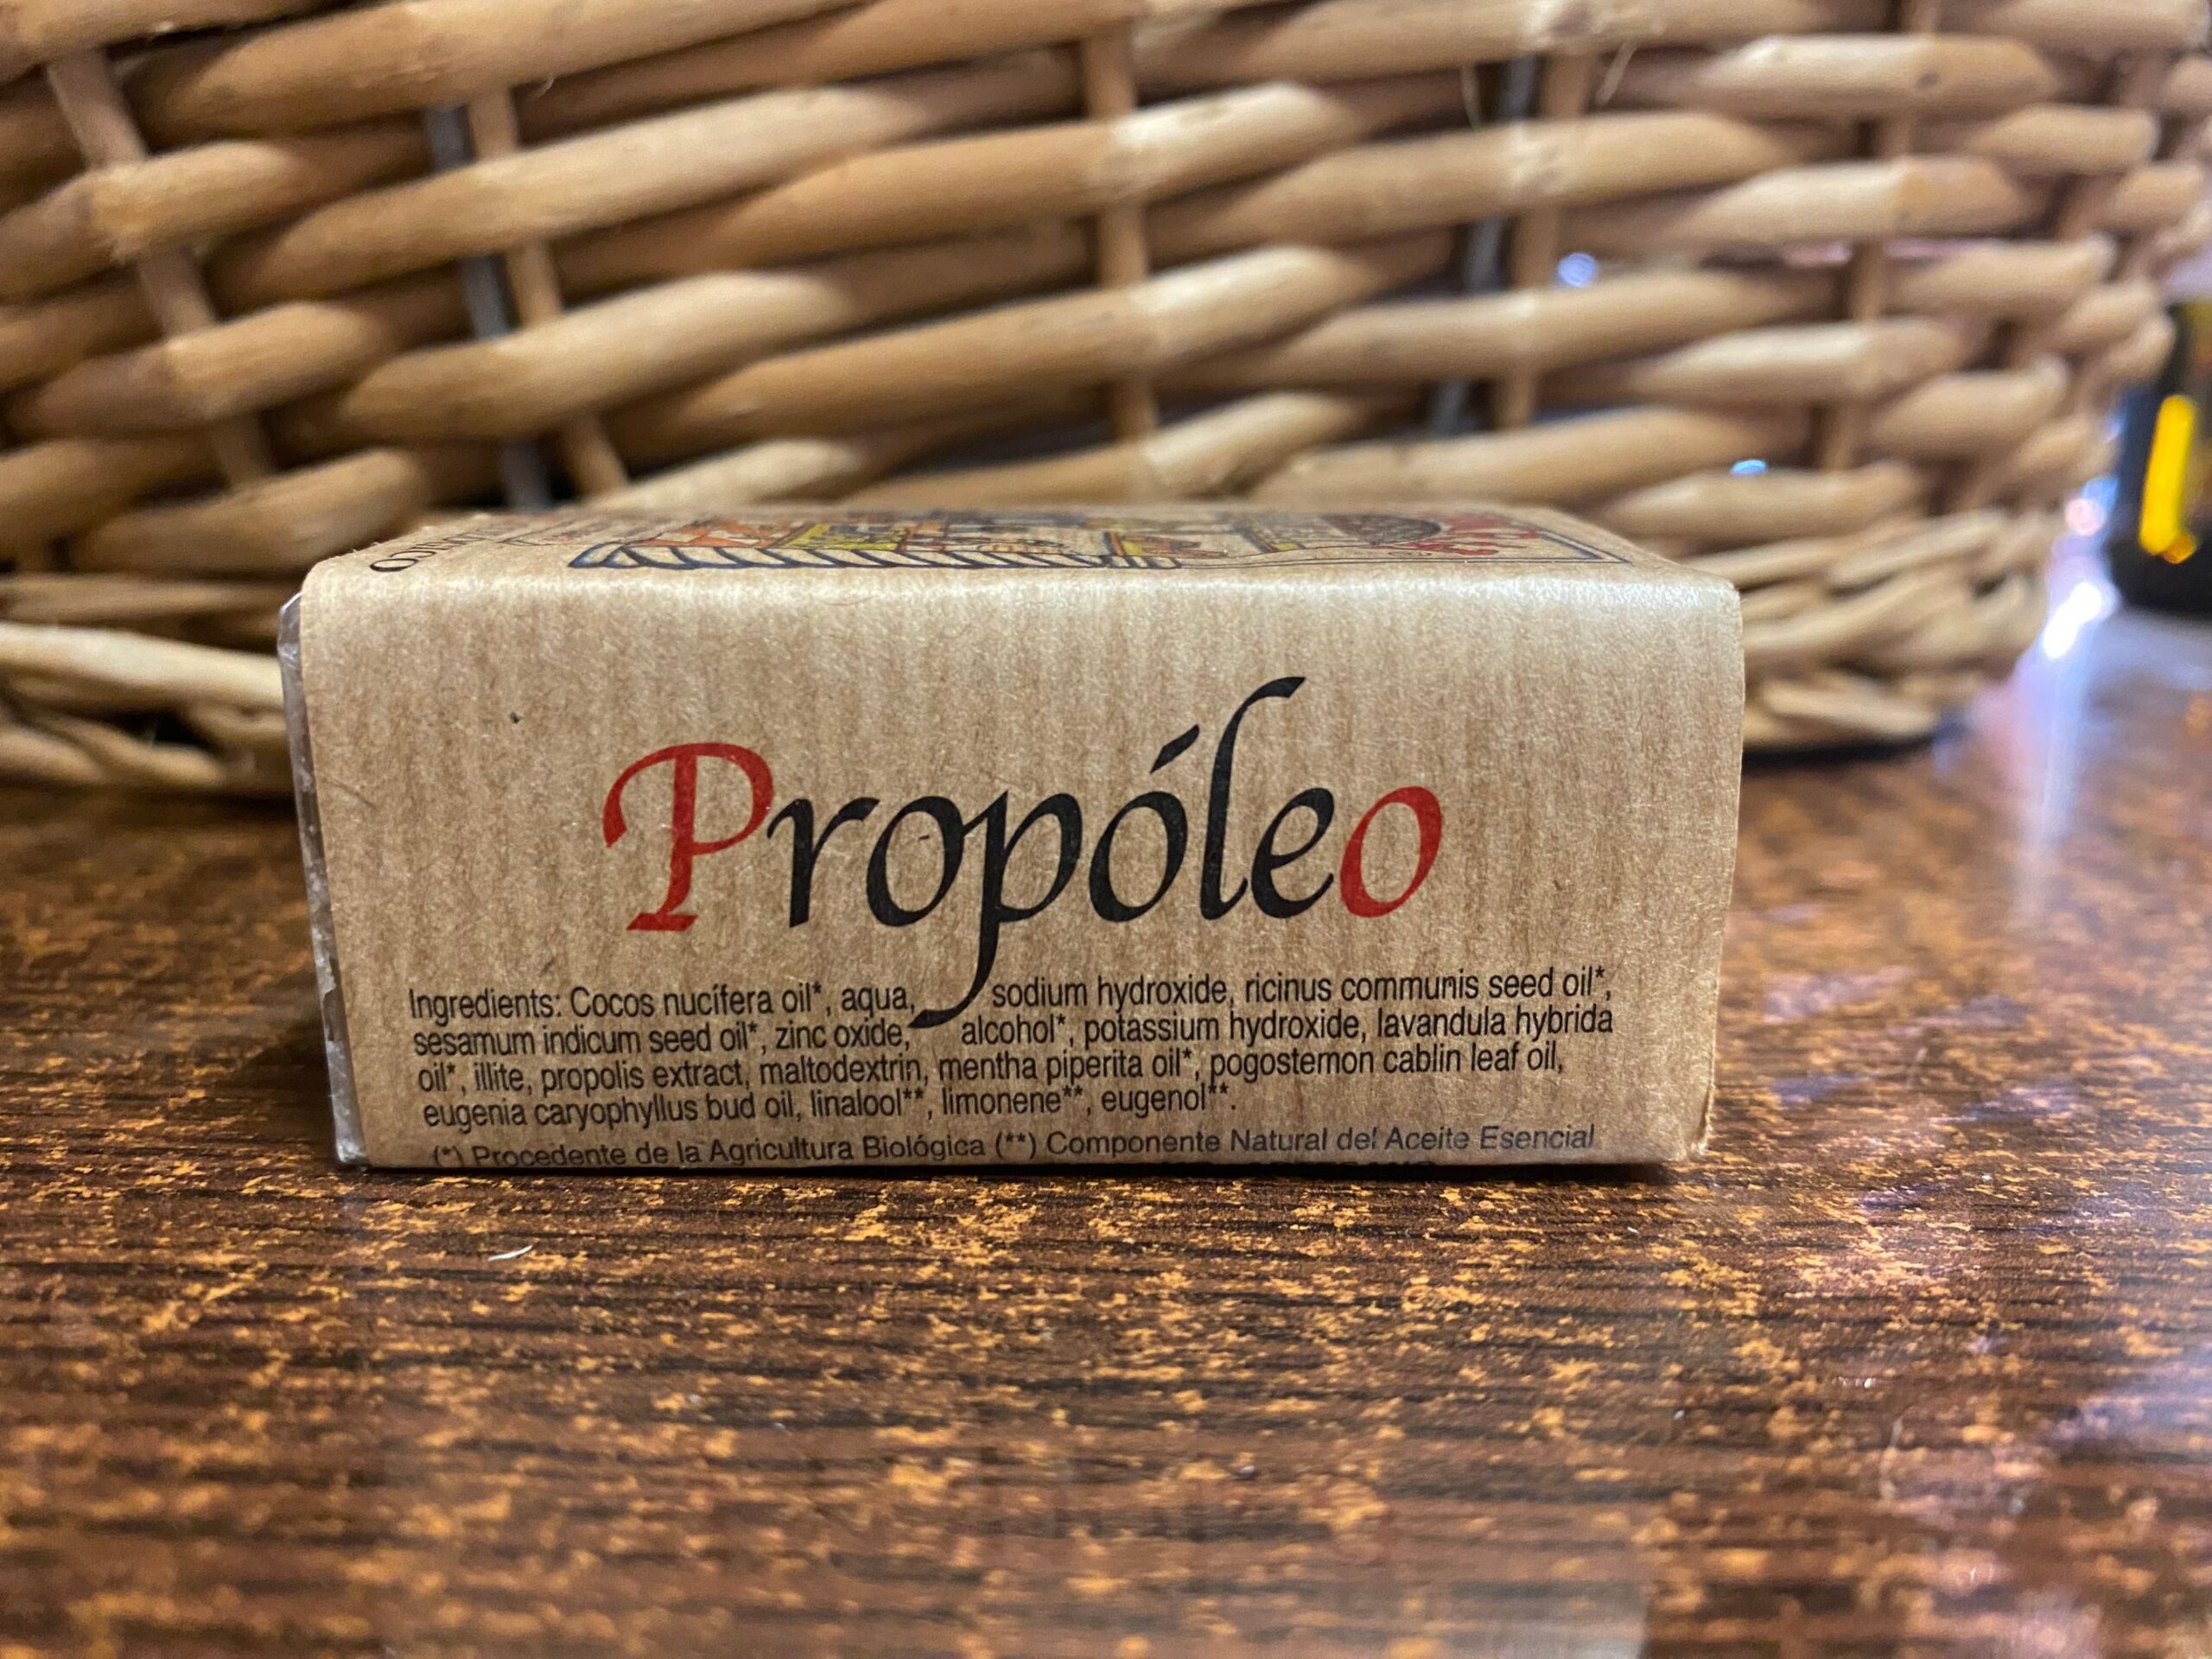 Propóleo
Ingredients: Cocos nucífera oil*, aqua, sodium hydroxide, ricinus communis seed oil*,
sesamum indicum seed oil*, zinc oxide, alcohol*, potassium hydroxide, lavandula hybrida
oil*, illite, propolis extract, maltodextrin, mentha piperita oil*, pogostemon cablin leaf oil,
eugenia caryophyllus bud oil, linalool**, limonene**, eugenol**.
(*) Procedente de la Agricultura Biológica (**) Componente Natural del Aceite Esencial